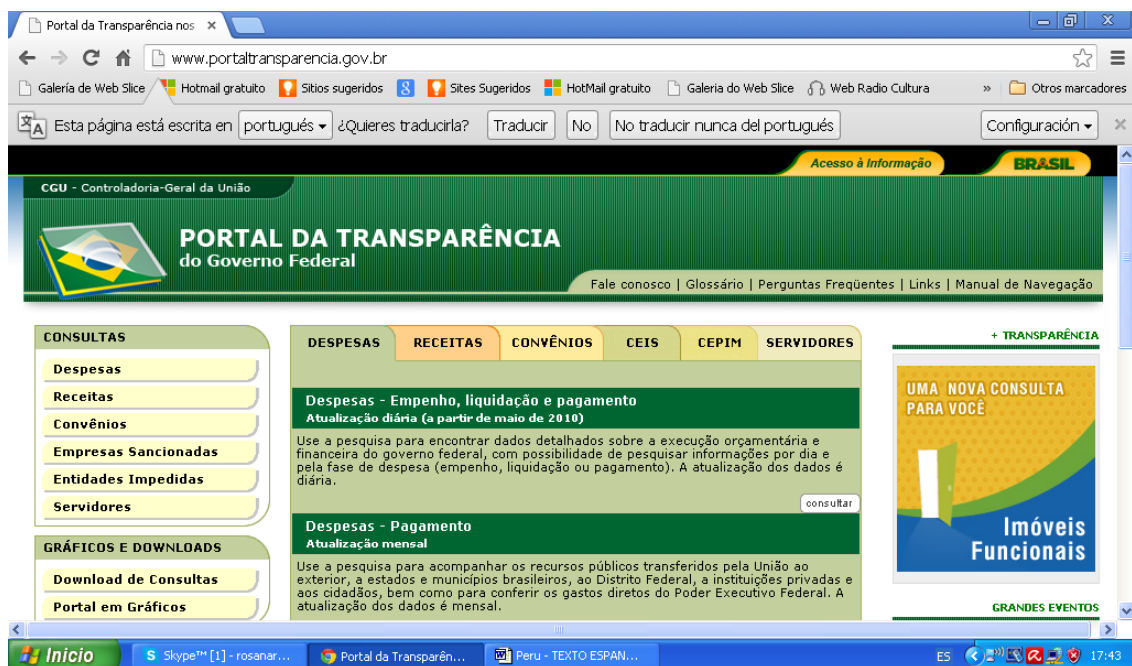 Portal da Transparência nos
www.portaltransparencia.gov.br
Galería de Web Slice Hotmail gratuito Sitios sugeridos 8 Sites Sugeridos HotMail gratuito Galeria do Web Slice Web Radio Cultura » Otros marcadores
Esta página está escrita en portugués ¿Quieres traducirla? Traducir No No traducir nunca del portugués Configuración
Acesso à Informação BRASIL
CGU - Controladoria-Geral da União
PORTAL DA TRANSPARÊNCIA
do Governo Federal
Fale conosco | Glossário | Perguntas Freqüentes | Links | Manual de Navegação
CONSULTAS
Despesas
Receitas
Convênios
Empresas Sancionadas
Entidades Impedidas
Servidores
GRÁFICOS E DOWNLOADS
Download de Consultas
Portal em Gráficos
DESPESAS RECEITAS CONVÊNIOS CEIS CEPIM SERVIDORES
Despesas - Empenho, liquidação e pagamento
Atualização diária (a partir de maio de 2010)
Use a pesquisa para encontrar dados detalhados sobre a execução orçamentária e
financeira do governo federal, com possibilidade de pesquisar informações por dia e
pela fase de despesa (empenho, liquidação ou pagamento). A atualização dos dados é
diária.
consultar
Despesas - Pagamento
Atualização mensal
Use a pesquisa para acompanhar os recursos públicos transferidos pela União ao
exterior, a estados e municípios brasileiros, ao Distrito Federal, a instituições privadas e
aos cidadãos, bem como para conferir os gastos diretos do Poder Executivo Federal. A
atualização dos dados é mensal.
+ TRANSPARÊNCIA
UMA NOVA CONSULTA
PARA VOCÊ
Imóveis
Funcionais
GRANDES EVENTOS
Inicio Skype™ [1] - rosanar... Portal da Transparên... Peru - TEXTO ESPAN... ES 17:43